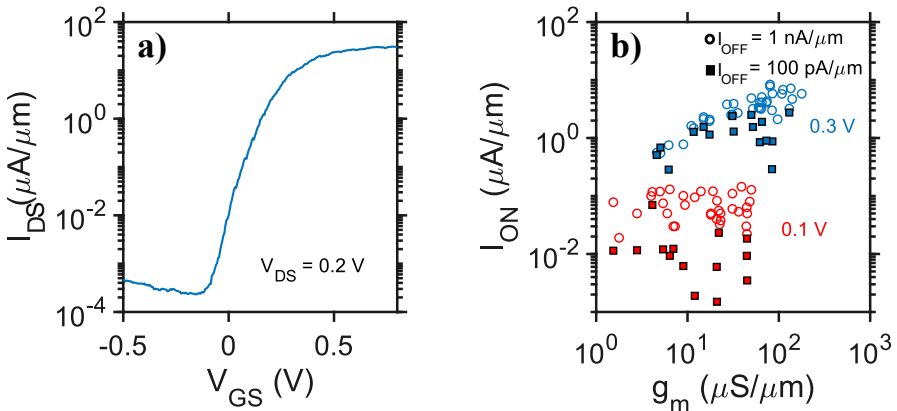 a)
I_DS (μA/μm)
10^2
10^0
10^-2
10^-4
V_DS = 0.2 V
-0.5
0
0.5
V_GS (V)
b)
I_ON (μA/μm)
10^2
10^0
10^-2
I_OFF = 1 nA/μm
I_OFF = 100 pA/μm
0.3 V
0.1 V
10^0
10^1
10^2
10^3
g_m (μS/μm)